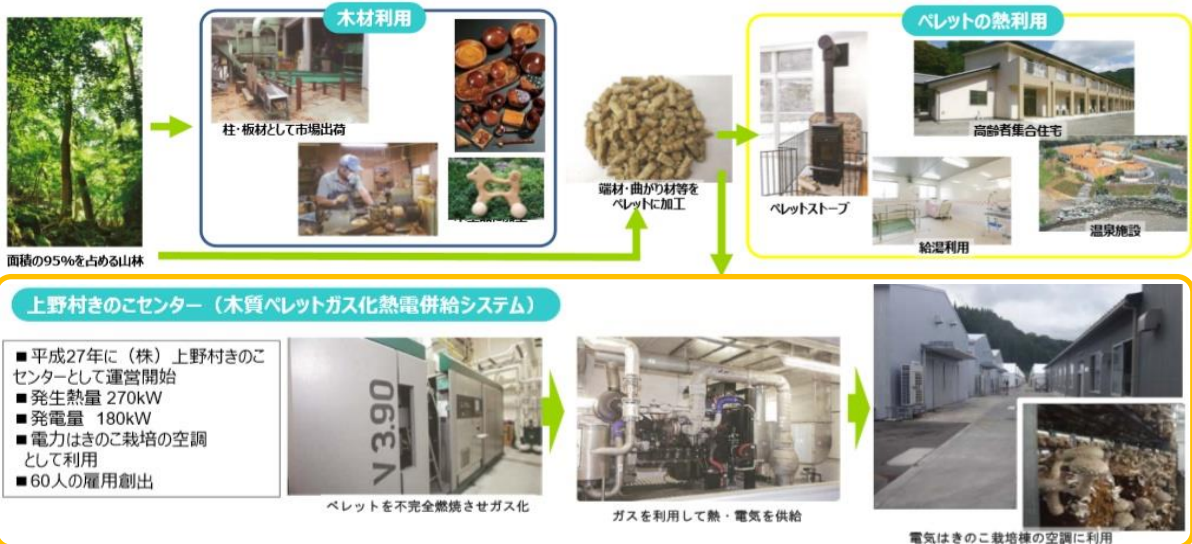 木材利用
柱・板材として市場出荷
面積の95%を占める山林
端材・曲がり材等を
ペレットに加工
ペレットの熱利用
高齢者集合住宅
ペレットストーブ
給湯利用
温泉施設
上野村きのこセンター（木質ペレットガス化熱電併給システム）
■平成27年に（株）上野村きのこ
センターとして運営開始
■発生熱量 270kW
■発電量 180kW
■電力はきのこ栽培の空調
として利用
■60人の雇用創出
V 3.90
ペレットを不完全燃焼させガス化
ガスを利用して熱・電気を供給
電気はきのこ栽培棟の空調に利用